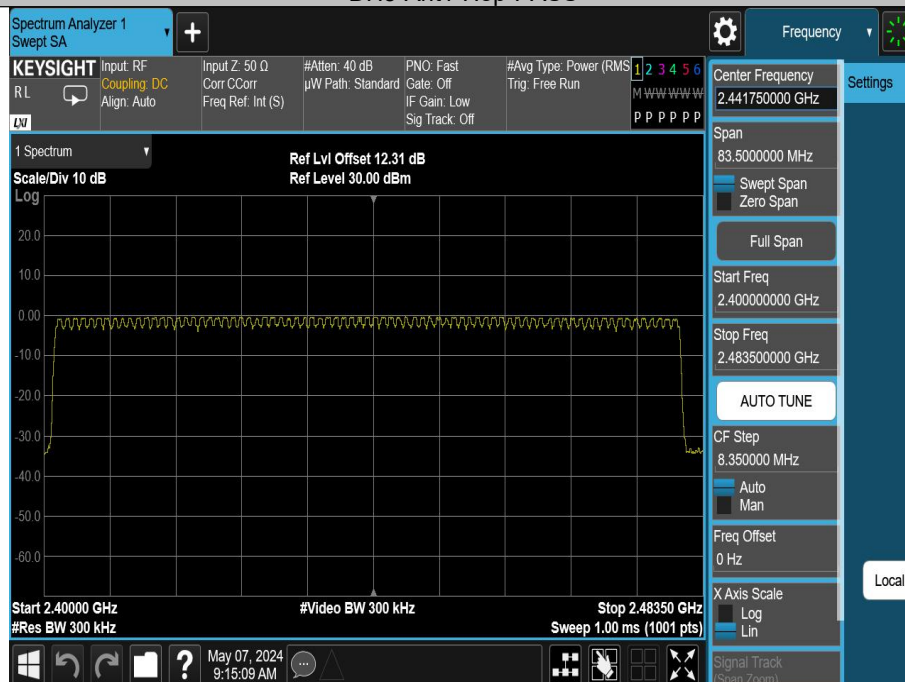 Spectrum Analyzer 1
Swept SA
+
Frequency
KEYSIGHT
RL
LXI
Input: RF
Coupling: DC
Align: Auto
Input Z: 50 Ω
Corr CCorr
Freq Ref: Int (S)
#Atten: 40 dB
µW Path: Standard
PNO: Fast
Gate: Off
IF Gain: Low
Sig Track: Off
#Avg Type: Power (RMS
Trig: Free Run
1 2 3 4 5 6
M W W W W W
P P P P P P
Center Frequency
2.441750000 GHz
Settings
Span
83.5000000 MHz
Swept Span
Zero Span
Full Span
Start Freq
2.400000000 GHz
Stop Freq
2.483500000 GHz
AUTO TUNE
CF Step
8.350000 MHz
Auto
Man
Freq Offset
0 Hz
X Axis Scale
Log
Lin
Signal Track
(Span Zoom)
Local
1 Spectrum
Scale/Div 10 dB
Ref Lvl Offset 12.31 dB
Ref Level 30.00 dBm
Log
20.0
10.0
0.00
-10.0
-20.0
-30.0
-40.0
-50.0
-60.0
Start 2.40000 GHz
#Video BW 300 kHz
Stop 2.48350 GHz
#Res BW 300 kHz
Sweep 1.00 ms (1001 pts)
?
May 07, 2024
9:15:09 AM